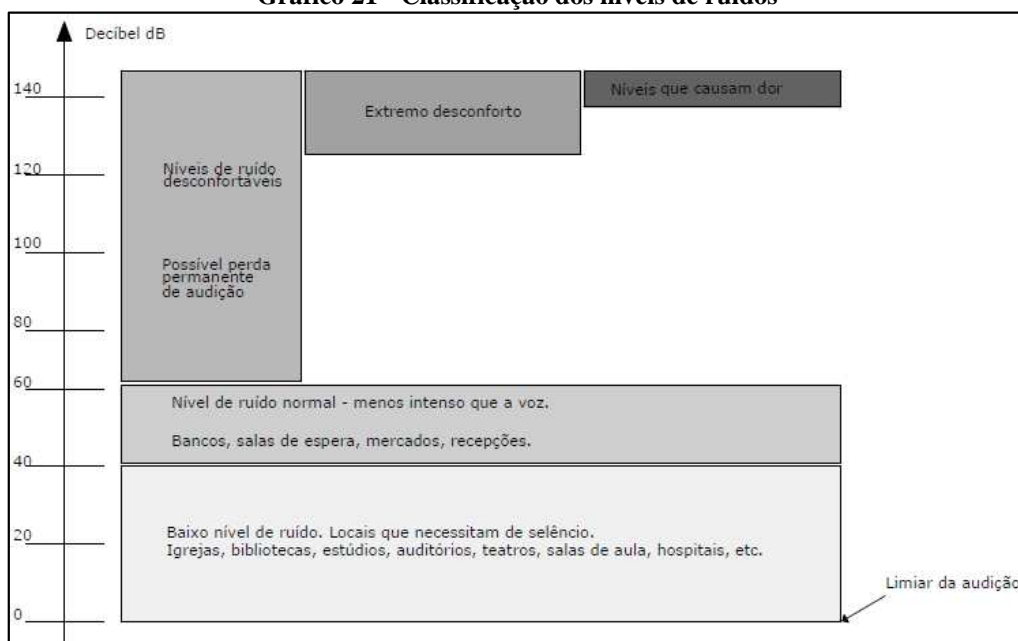 Gráfico 21 - Classificação dos níveis de ruídos
Decíbel dB
140
120
100
80
60
40
20
0
Níveis de ruído
desconfortáveis
Possível perda
permanente
de audição
Extremo desconforto
Níveis que causam dor
Nível de ruído normal - menos intenso que a voz.
Bancos, salas de espera, mercados, recepções.
Baixo nível de ruído. Locais que necessitam de selêncio.
Igrejas, bibliotecas, estúdios, auditórios, teatros, salas de aula, hospitais, etc.
Limiar da audição